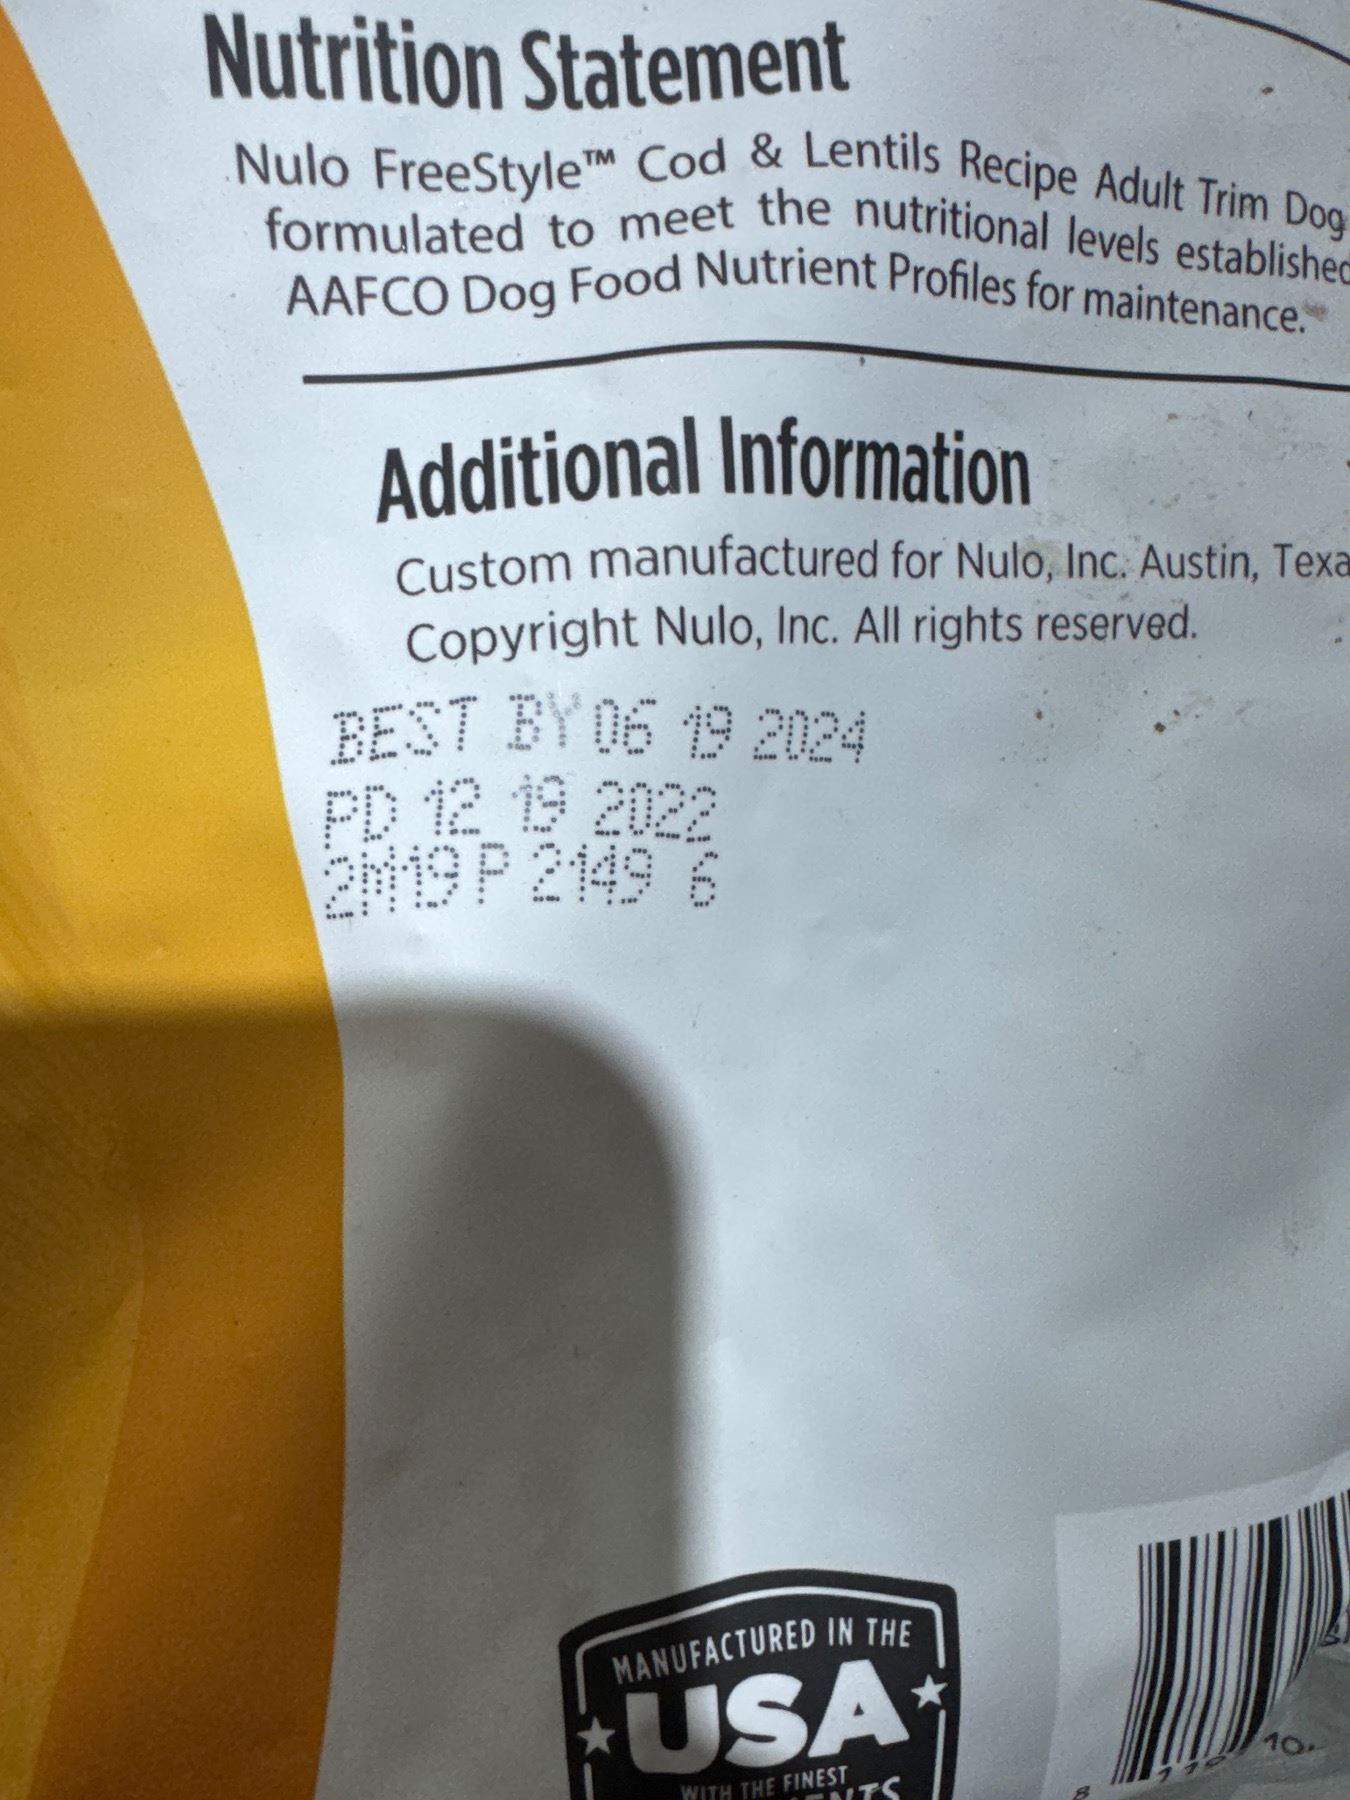 Nutrition Statement
Nulo FreeStyle™ Cod & Lentils Recipe Adult Trim Dog
formulated to meet the nutritional levels established
AAFCO Dog Food Nutrient Profiles for maintenance.
Additional Information
Custom manufactured for Nulo, Inc. Austin, Texa
Copyright Nulo, Inc. All rights reserved.
BEST BY 06 19 2024
PD 12 19 2022
2M19 P 2149 6
MANUFACTURED IN THE
USA
WITH THE FINEST